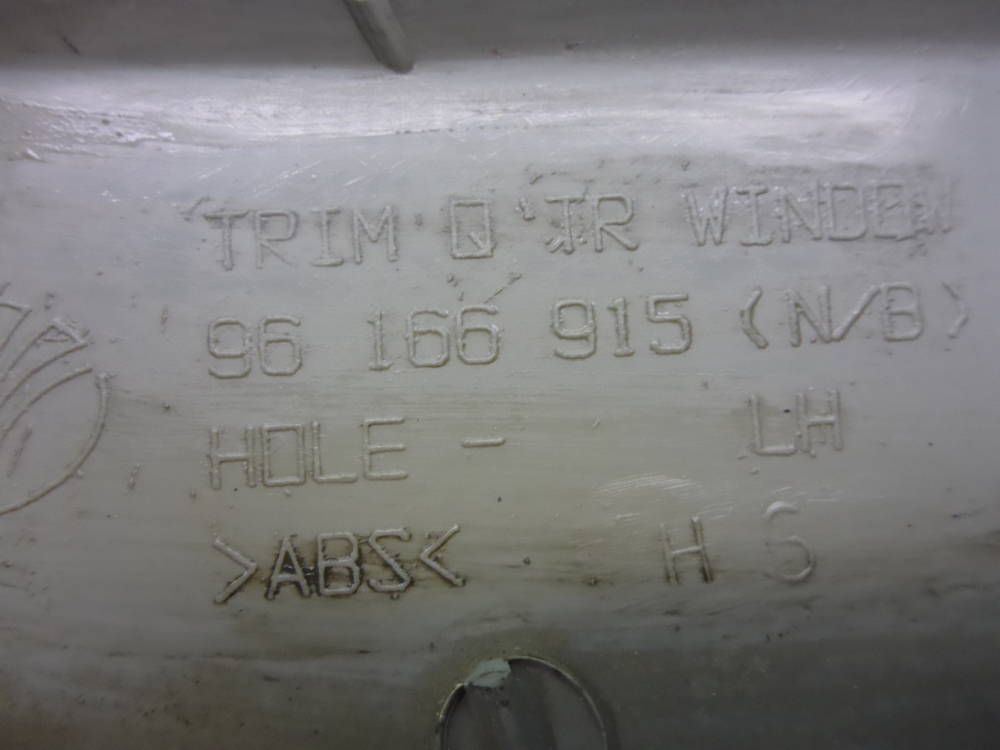 TRIM Q'TR WINDOW
96 166 915 (N/B)
HOLE - LH
>ABS< H S